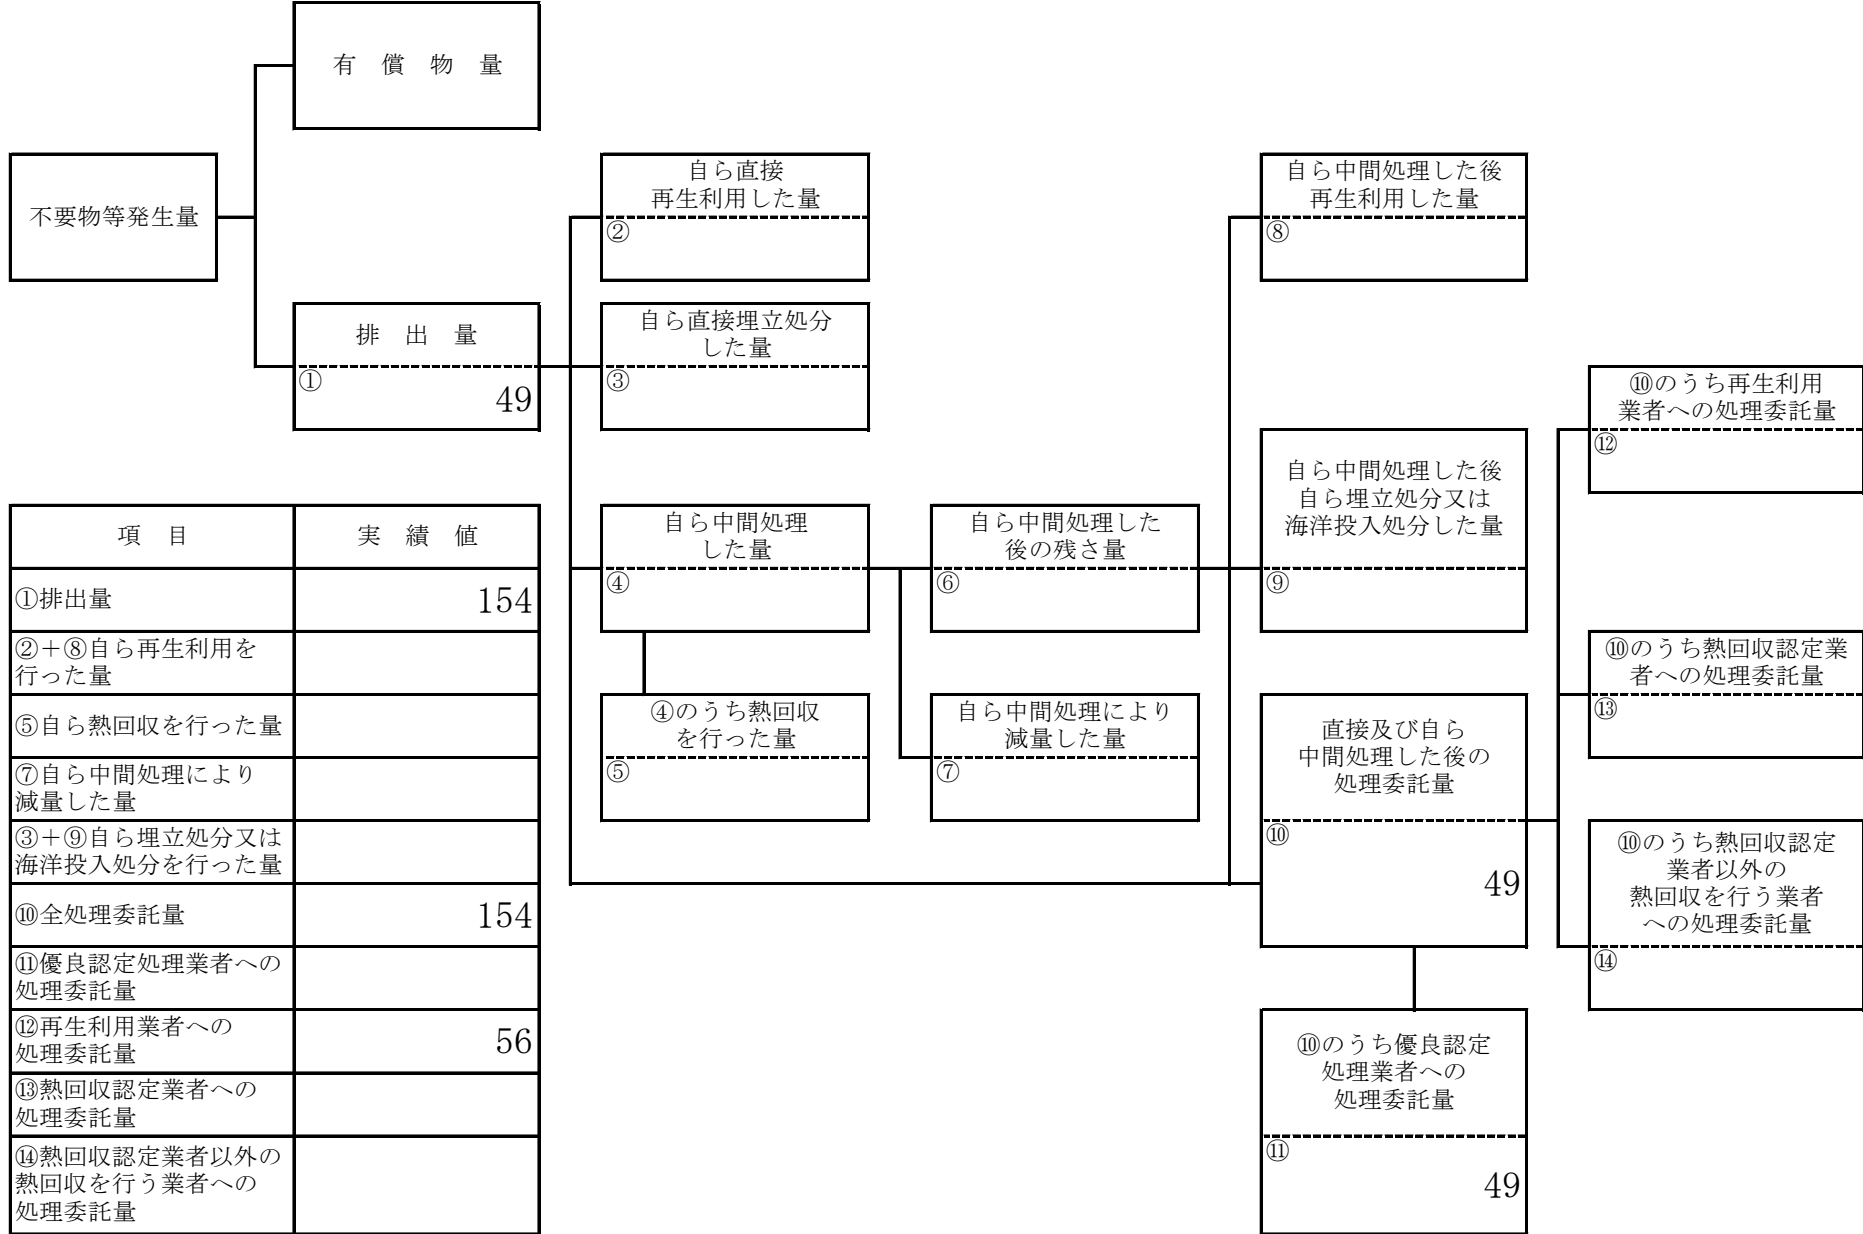 有 償 物 量
不要物等発生量
排 出 量
①
49
自ら直接
再生利用した量
②
自ら直接埋立処分
した量
③
自ら中間処理
した量
④
④のうち熱回収
を行った量
⑤
自ら中間処理した
後の残さ量
⑥
自ら中間処理により
減量した量
⑦
自ら中間処理した後
再生利用した量
⑧
自ら中間処理した後
自ら埋立処分又は
海洋投入処分した量
⑨
直接及び自ら
中間処理した後の
処理委託量
⑩
49
⑩のうち優良認定
処理業者への
処理委託量
⑪
49
⑩のうち再生利用
業者への処理委託量
⑫
⑩のうち熱回収認定業
者への処理委託量
⑬
⑩のうち熱回収認定
業者以外の
熱回収を行う業者
への処理委託量
⑭
項 目 実 績 値
①排出量 154
②＋⑧自ら再生利用を
行った量
⑤自ら熱回収を行った量
⑦自ら中間処理により
減量した量
③＋⑨自ら埋立処分又は
海洋投入処分を行った量
⑩全処理委託量 154
⑪優良認定処理業者への
処理委託量
⑫再生利用業者への
処理委託量 56
⑬熱回収認定業者への
処理委託量
⑭熱回収認定業者以外の
熱回収を行う業者への
処理委託量